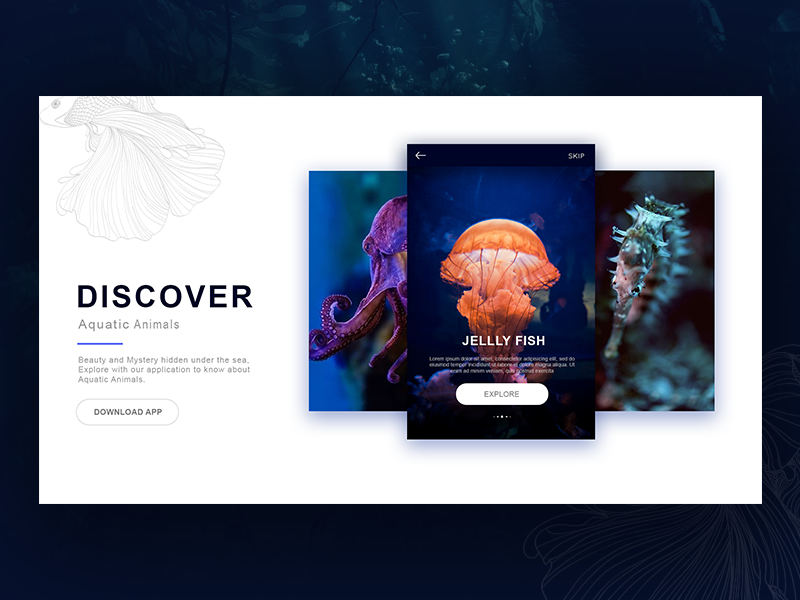 DISCOVER
Aquatic Animals
Beauty and Mystery hidden under the sea,
Explore with our application to know about
Aquatic Animals.
DOWNLOAD APP
SKIP
JELLLY FISH
Lorem ipsum dolor sit amet, consectetur adipisicing elit, sed do
eiusmod tempor incididunt ut labore et dolore magna aliqua. Ut
enim ad minim veniam, quis nostrud exercita
EXPLORE